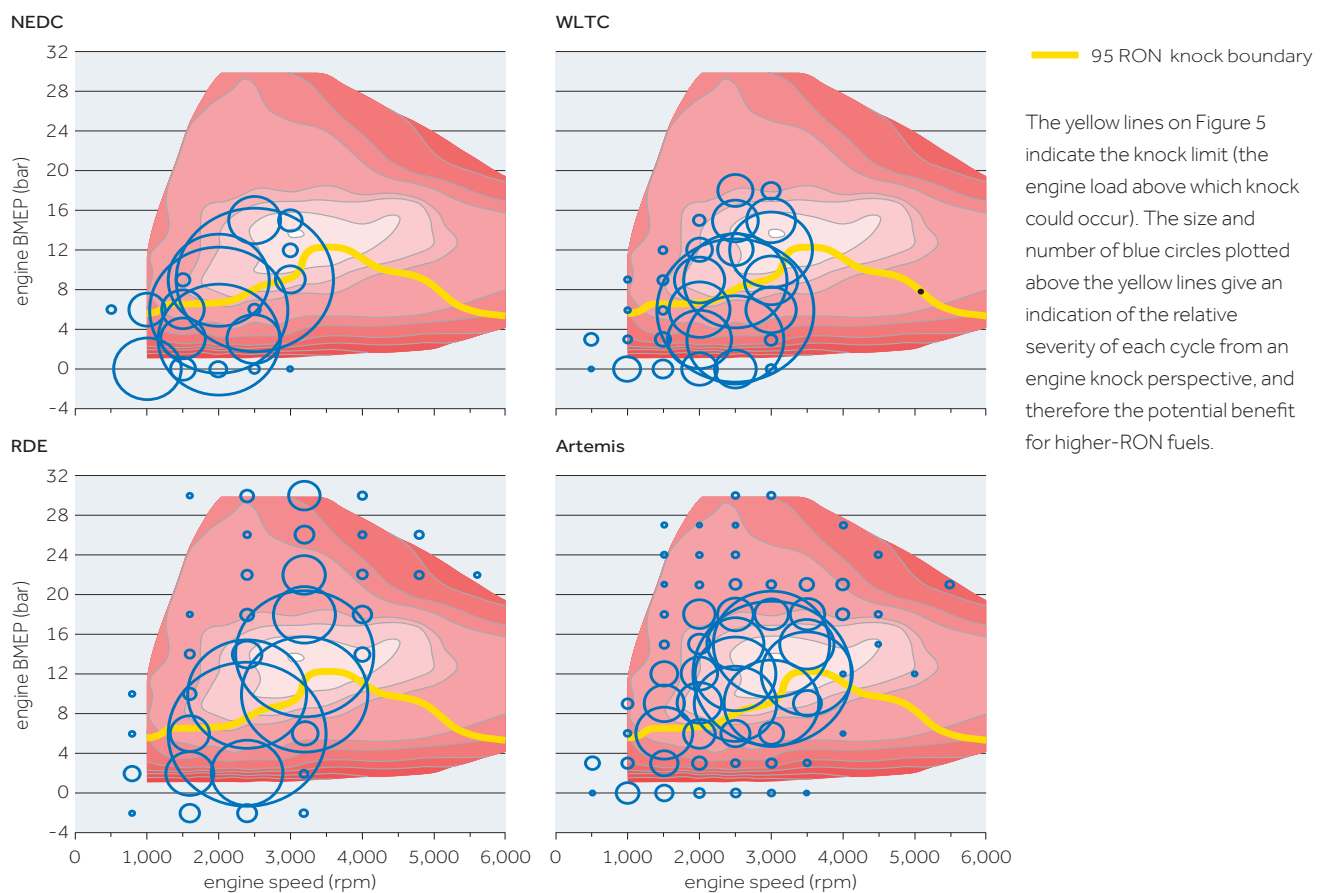 NEDC
WLTC
32
28
24
20
16
12
8
4
0
-4
engine BMEP (bar)
95 RON knock boundary
The yellow lines on Figure 5
indicate the knock limit (the
engine load above which knock
could occur). The size and
number of blue circles plotted
above the yellow lines give an
indication of the relative
severity of each cycle from an
engine knock perspective, and
therefore the potential benefit
for higher-RON fuels.
RDE
Artemis
32
28
24
20
16
12
8
4
0
-4
engine BMEP (bar)
0 1,000 2,000 3,000 4,000 5,000 6,000
engine speed (rpm)
1,000 2,000 3,000 4,000 5,000 6,000
engine speed (rpm)